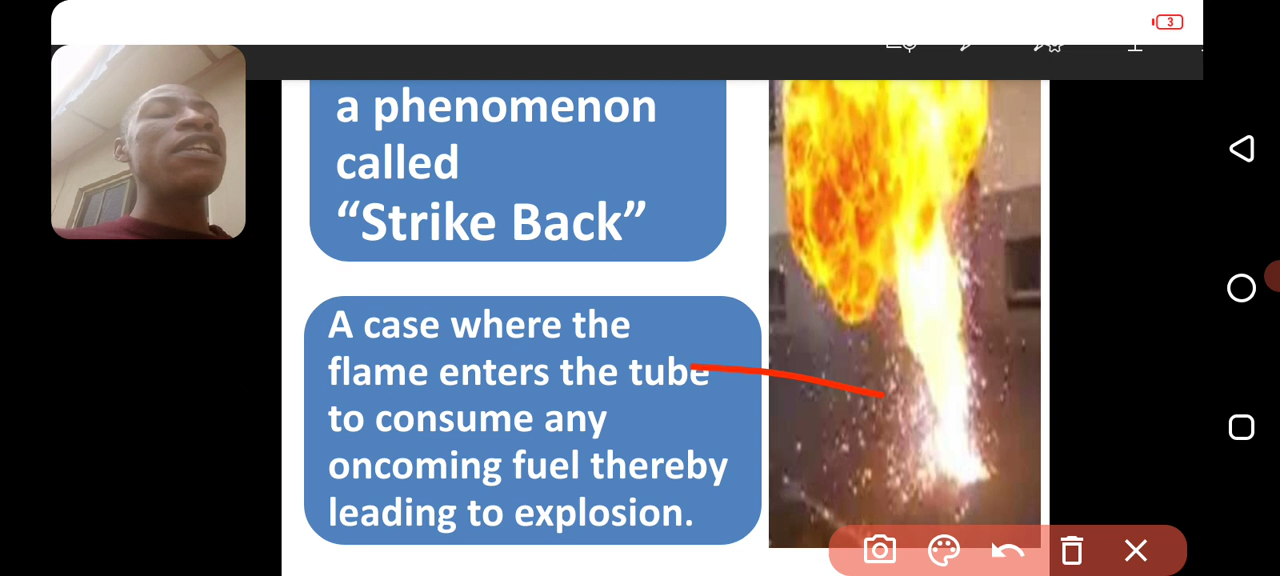 3
a phenomenon
called
“Strike Back”
A case where the
flame enters the tube
to consume any
oncoming fuel thereby
leading to explosion.